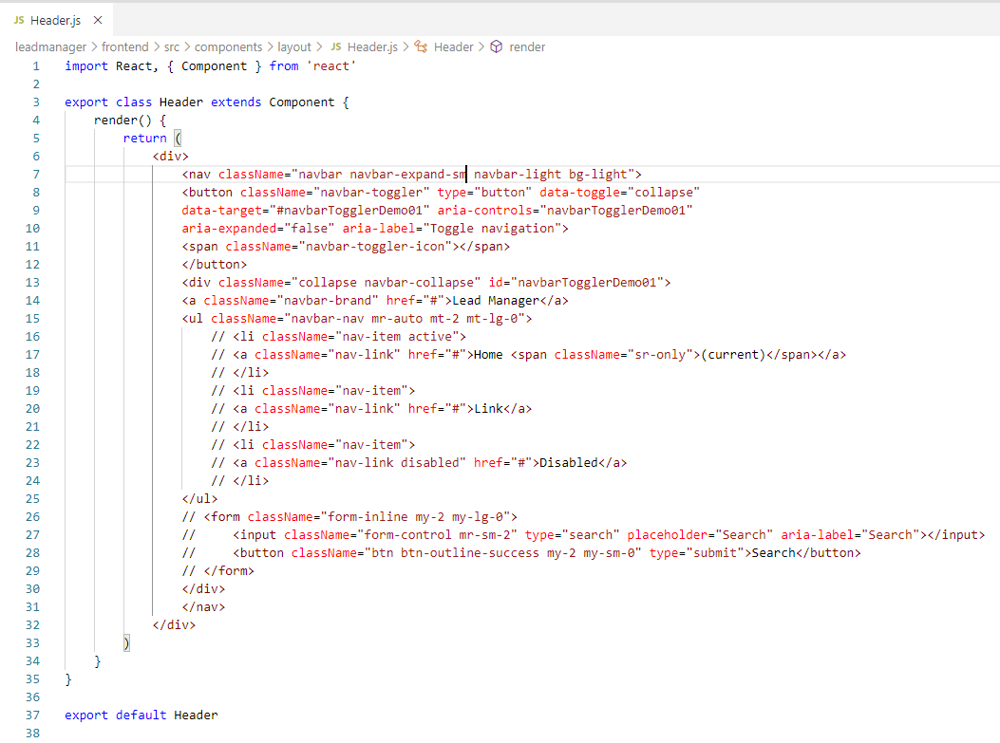 JS Header.js ×
leadmanager > frontend > src > components > layout > JS Header.js > Header > render
1 import React, { Component } from 'react'
2
3 export class Header extends Component {
4     render() {
5         return (
6             <div>
7                 <nav className="navbar navbar-expand-sm navbar-light bg-light">
8                 <button className="navbar-toggler" type="button" data-toggle="collapse"
9                 data-target="#navbarTogglerDemo01" aria-controls="navbarTogglerDemo01"
10                 aria-expanded="false" aria-label="Toggle navigation">
11                 <span className="navbar-toggler-icon"></span>
12                 </button>
13                 <div className="collapse navbar-collapse" id="navbarTogglerDemo01">
14                 <a className="navbar-brand" href="#">Lead Manager</a>
15                 <ul className="navbar-nav mr-auto mt-2 mt-lg-0">
16                     // <li className="nav-item active">
17                     // <a className="nav-link" href="#">Home <span className="sr-only">(current)</span></a>
18                     // </li>
19                     // <li className="nav-item">
20                     // <a className="nav-link" href="#">Link</a>
21                     // </li>
22                     // <li className="nav-item">
23                     // <a className="nav-link disabled" href="#">Disabled</a>
24                     // </li>
25                 </ul>
26                 // <form className="form-inline my-2 my-lg-0">
27                 //     <input className="form-control mr-sm-2" type="search" placeholder="Search" aria-label="Search"></input>
28                 //     <button className="btn btn-outline-success my-2 my-sm-0" type="submit">Search</button>
29                 // </form>
30                 </div>
31                 </nav>
32             </div>
33         )
34     }
35 }
36
37 export default Header
38